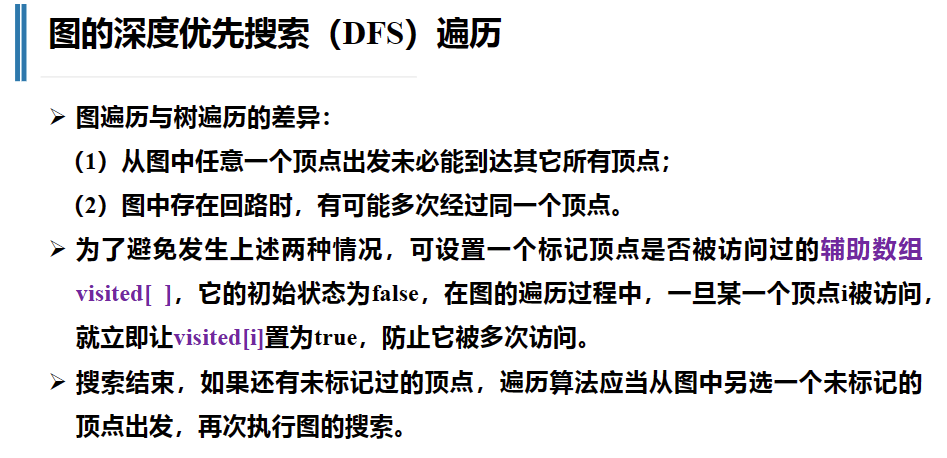 图的深度优先搜索（DFS）遍历
➢ 图遍历与树遍历的差异：
（1）从图中任意一个顶点出发未必能到达其它所有顶点；
（2）图中存在回路时，有可能多次经过同一个顶点。
➢ 为了避免发生上述两种情况，可设置一个标记顶点是否被访问过的辅助数组
visited[ ]，它的初始状态为false，在图的遍历过程中，一旦某一个顶点i被访问，
就立即让visited[i]置为true，防止它被多次访问。
➢ 搜索结束，如果还有未标记过的顶点，遍历算法应当从图中另选一个未标记的
顶点出发，再次执行图的搜索。